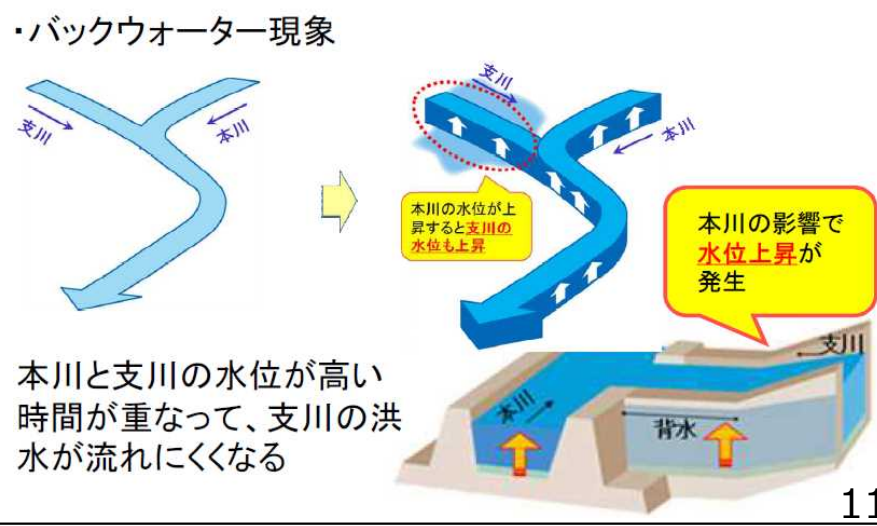 ・バックウォーター現象
支川
本川
支川
本川
本川の水位が上
昇すると支川の
水位も上昇
本川の影響で
水位上昇が
発生
本川と支川の水位が高い
時間が重なって、支川の洪
水が流れにくくなる
支川
本川
背水
11